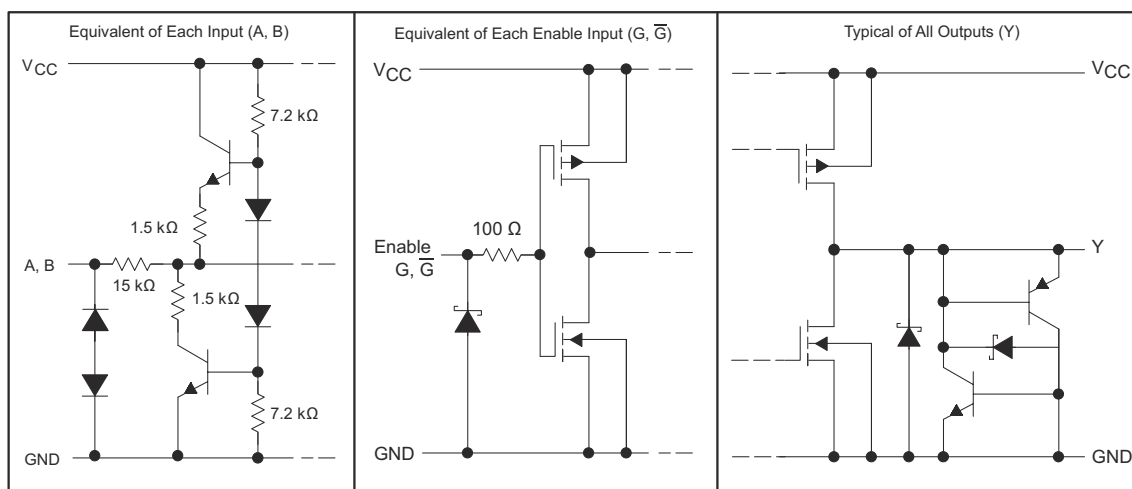 Equivalent of Each Input (A, B)
VCC
7.2 kΩ
1.5 kΩ
A, B
15 kΩ
1.5 kΩ
7.2 kΩ
GND
Equivalent of Each Enable Input (G, G̅)
VCC
100 Ω
Enable
G, G̅
GND
Typical of All Outputs (Y)
VCC
Y
GND